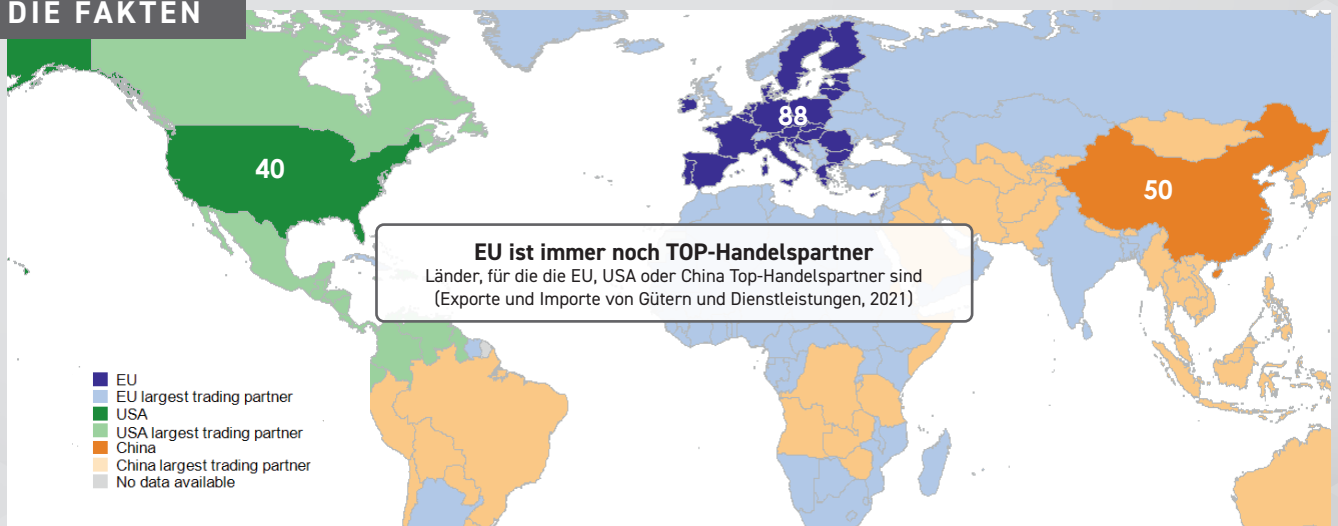 DIE FAKTEN
88
40
50
EU ist immer noch TOP-Handelspartner
Länder, für die die EU, USA oder China Top-Handelspartner sind
(Exporte und Importe von Gütern und Dienstleistungen, 2021)
EU
EU largest trading partner
USA
USA largest trading partner
China
China largest trading partner
No data available